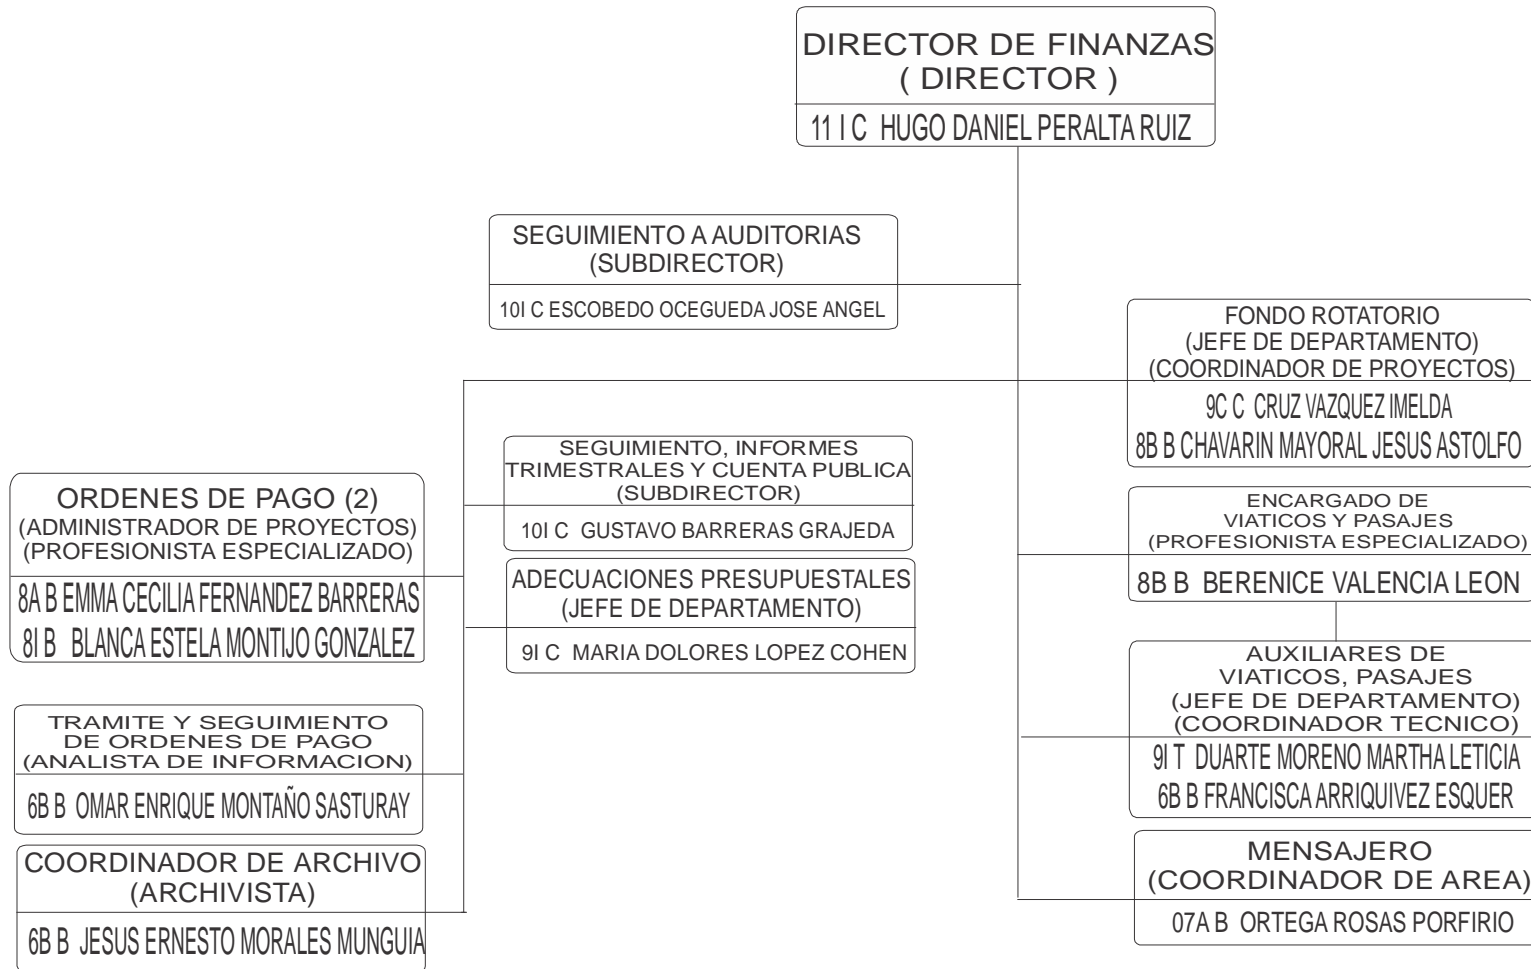 DIRECTOR DE FINANZAS
( DIRECTOR )
11 I C HUGO DANIEL PERALTA RUIZ
SEGUIMIENTO A AUDITORIAS
(SUBDIRECTOR)
10I C ESCOBEDO OCEGUEDA JOSE ANGEL
FONDO ROTATORIO
(JEFE DE DEPARTAMENTO)
(COORDINADOR DE PROYECTOS)
9C C CRUZ VAZQUEZ IMELDA
8B B CHAVARIN MAYORAL JESUS ASTOLFO
SEGUIMIENTO, INFORMES
TRIMESTRALES Y CUENTA PUBLICA
(SUBDIRECTOR)
10I C GUSTAVO BARRERAS GRAJEDA
ORDENES DE PAGO (2)
(ADMINISTRADOR DE PROYECTOS)
(PROFESIONISTA ESPECIALIZADO)
8A B EMMA CECILIA FERNANDEZ BARRERAS
8I B BLANCA ESTELA MONTIJO GONZALEZ
ENCARGADO DE
VIATICOS Y PASAJES
(PROFESIONISTA ESPECIALIZADO)
8B B BERENICE VALENCIA LEON
ADECUACIONES PRESUPUESTALES
(JEFE DE DEPARTAMENTO)
9I C MARIA DOLORES LOPEZ COHEN
AUXILIARES DE
VIATICOS, PASAJES
(JEFE DE DEPARTAMENTO)
(COORDINADOR TECNICO)
9I T DUARTE MORENO MARTHA LETICIA
6B B FRANCISCA ARRIQUIVEZ ESQUER
TRAMITE Y SEGUIMIENTO
DE ORDENES DE PAGO
(ANALISTA DE INFORMACION)
6B B OMAR ENRIQUE MONTAÑO SASTURAY
COORDINADOR DE ARCHIVO
(ARCHIVISTA)
6B B JESUS ERNESTO MORALES MUNGUIA
MENSAJERO
(COORDINADOR DE AREA)
07A B ORTEGA ROSAS PORFIRIO